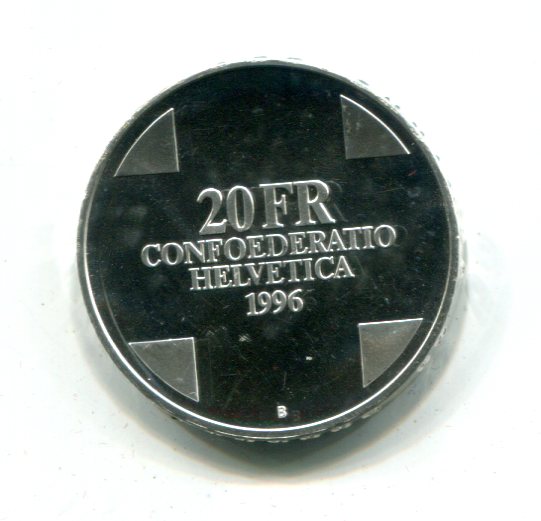 20 FR
CONFOEDERATIO
HELVETICA
1996
B